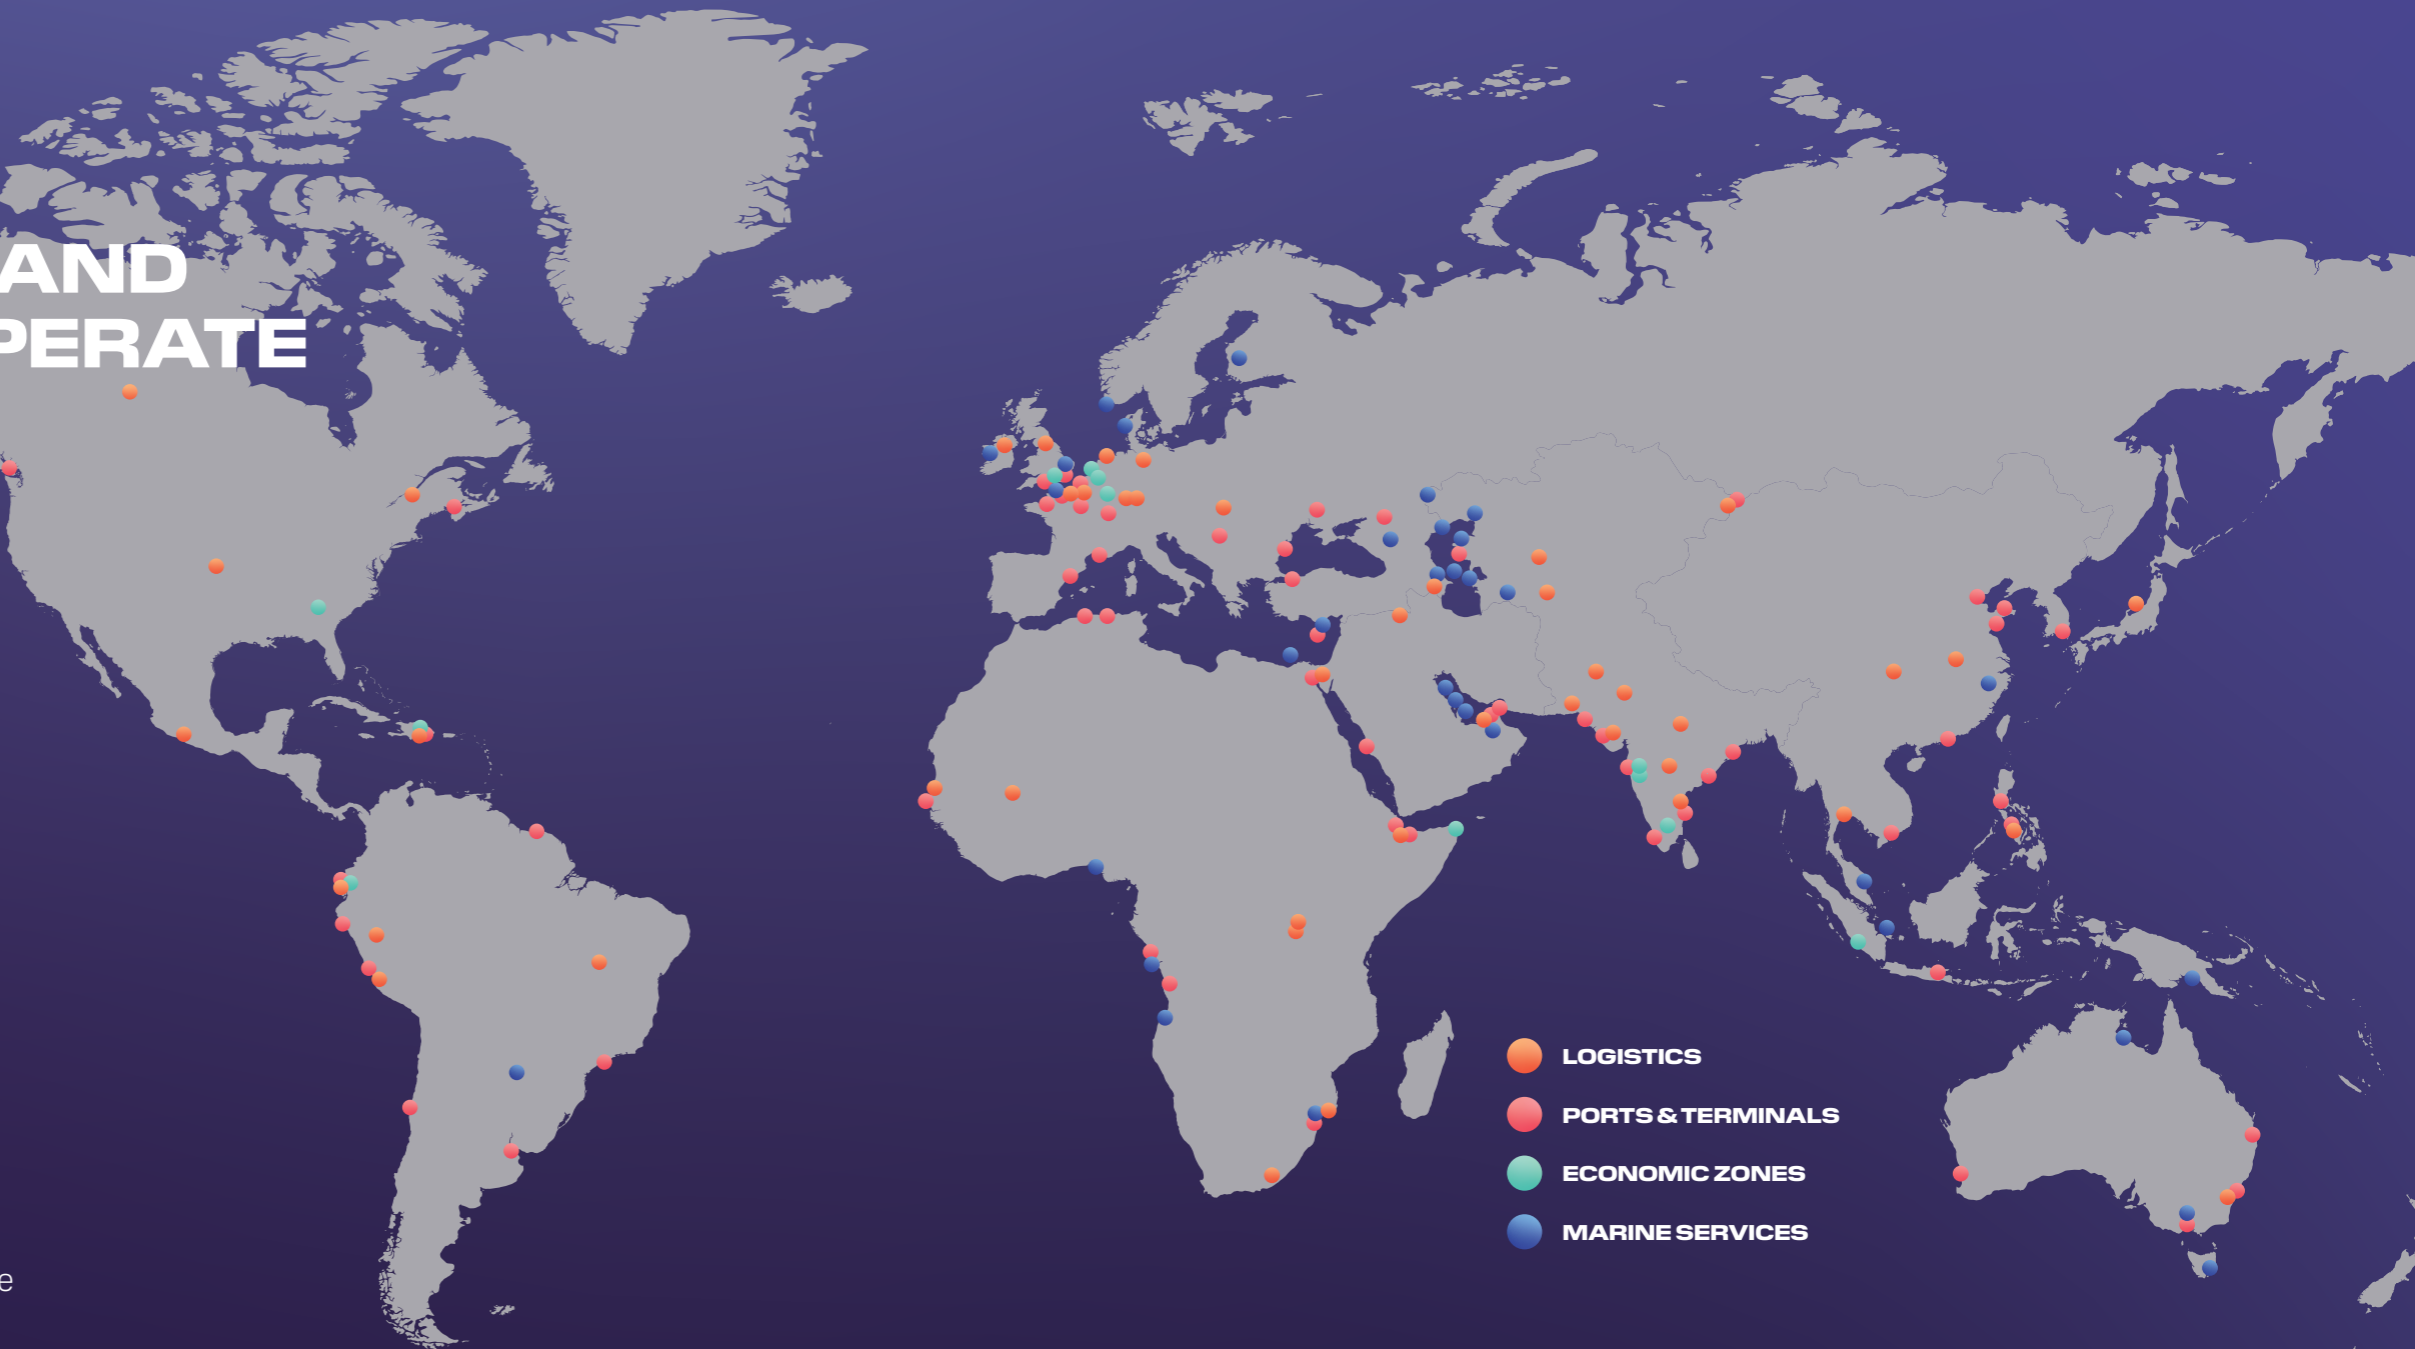 AND
PERATE
LOGISTICS
PORTS & TERMINALS
ECONOMIC ZONES
MARINE SERVICES
e